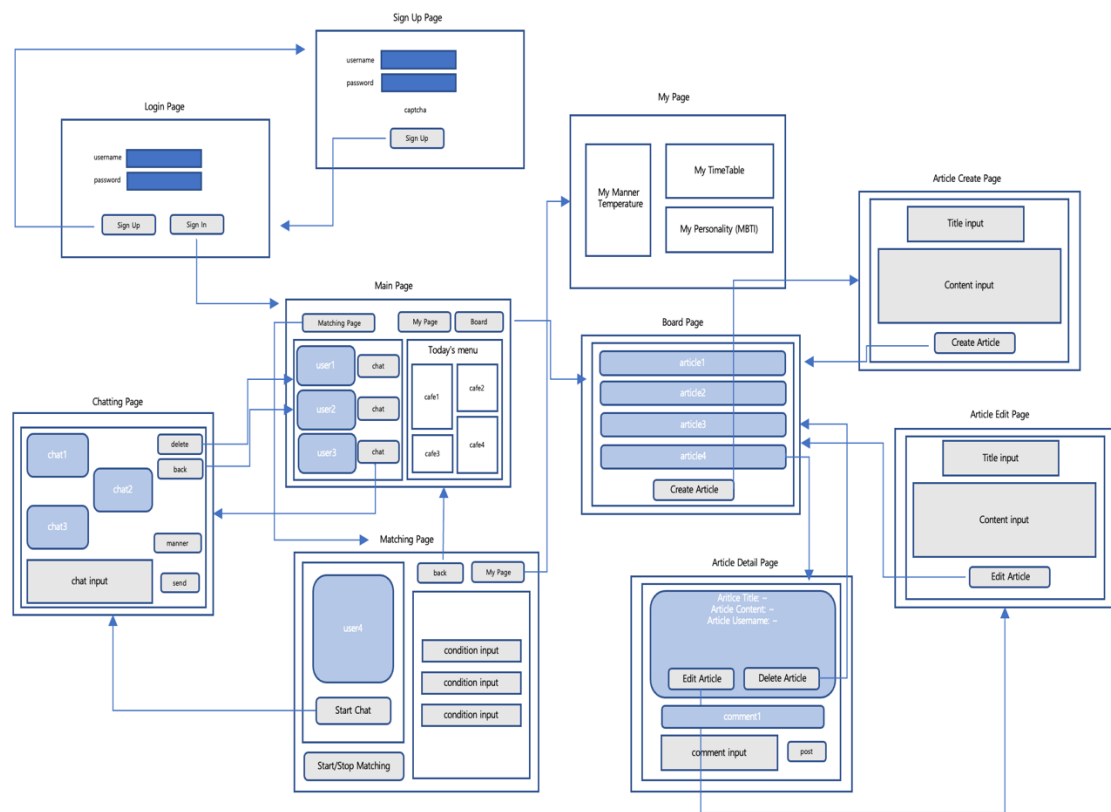 Sign Up Page
username
password
captcha
Sign Up
Login Page
username
password
Sign Up
Sign In
My Page
My Manner
Temperature
My TimeTable
My Personality (MBTI)
Article Create Page
Title input
Content input
Create Article
Main Page
Matching Page
My Page
Board
user1
chat
user2
chat
user3
chat
Today's menu
cafe1
cafe2
cafe3
cafe4
Board Page
article1
article2
article3
article4
Create Article
Chatting Page
chat1
delete
back
chat2
chat3
manner
chat input
send
Article Edit Page
Title input
Content input
Edit Article
Matching Page
user4
Start Chat
Start/Stop Matching
back
My Page
condition input
condition input
condition input
Article Detail Page
Aritlce Title: ~
Article Content: ~
Article Username: ~
Edit Article
Delete Article
comment1
comment input
post